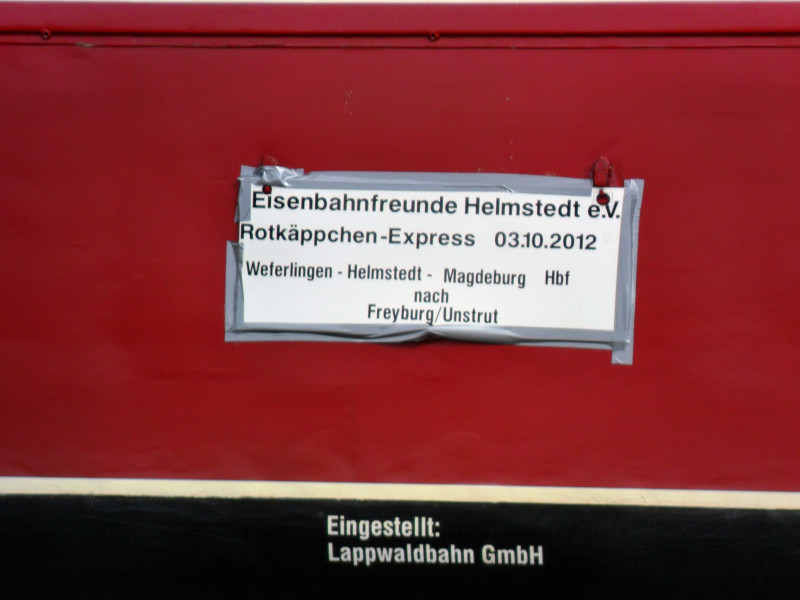 Eisenbahnfreunde Helmstedt e.V.
Rotkäppchen-Express 03.10.2012
Weferlingen - Helmstedt - Magdeburg Hbf
nach
Freyburg/Unstrut
Eingestellt:
Lappwaldbahn GmbH